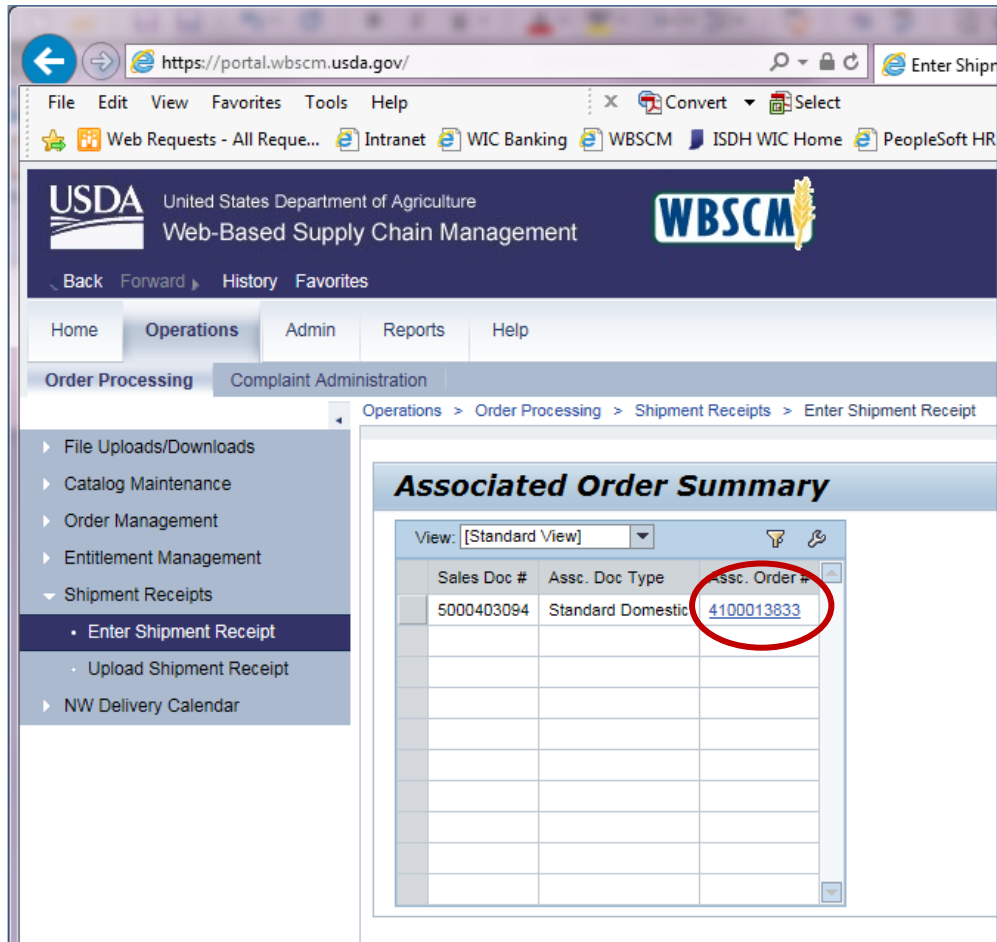 https://portal.wbscm.usda.gov/
Enter Shipr
File Edit View Favorites Tools Help
x Convert Select
Web Requests - All Reque... Intranet WIC Banking WBSCM ISDH WIC Home PeopleSoft HR
USDA United States Department of Agriculture
Web-Based Supply Chain Management
WBSCM
Back Forward History Favorites
Home Operations Admin Reports Help
Order Processing Complaint Administration
Operations > Order Processing > Shipment Receipts > Enter Shipment Receipt
File Uploads/Downloads
Catalog Maintenance
Order Management
Entitlement Management
Shipment Receipts
• Enter Shipment Receipt
• Upload Shipment Receipt
NW Delivery Calendar
Associated Order Summary
View: [Standard View]
Sales Doc # Assc. Doc Type Assc. Order #
5000403094 Standard Domestic 4100013833